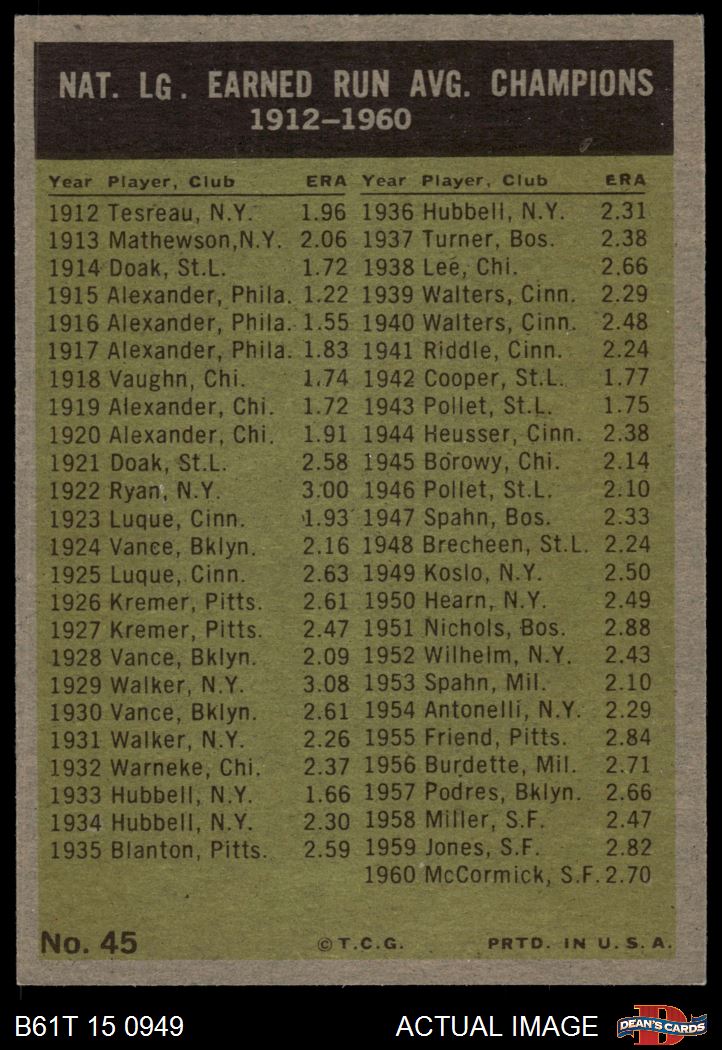 NAT. LG. EARNED RUN AVG. CHAMPIONS
1912–1960
Year Player, Club ERA
1912 Tesreau, N.Y. 1.96
1913 Mathewson,N.Y. 2.06
1914 Doak, St.L. 1.72
1915 Alexander, Phila. 1.22
1916 Alexander, Phila. 1.55
1917 Alexander, Phila. 1.83
1918 Vaughn, Chi. 1.74
1919 Alexander, Chi. 1.72
1920 Alexander, Chi. 1.91
1921 Doak, St.L. 2.58
1922 Ryan, N.Y. 3.00
1923 Luque, Cinn. 1.93
1924 Vance, Bklyn. 2.16
1925 Luque, Cinn. 2.63
1926 Kremer, Pitts. 2.61
1927 Kremer, Pitts. 2.47
1928 Vance, Bklyn. 2.09
1929 Walker, N.Y. 3.08
1930 Vance, Bklyn. 2.61
1931 Walker, N.Y. 2.26
1932 Warneke, Chi. 2.37
1933 Hubbell, N.Y. 1.66
1934 Hubbell, N.Y. 2.30
1935 Blanton, Pitts. 2.59
Year Player, Club ERA
1936 Hubbell, N.Y. 2.31
1937 Turner, Bos. 2.38
1938 Lee, Chi. 2.66
1939 Walters, Cinn. 2.29
1940 Walters, Cinn. 2.48
1941 Riddle, Cinn. 2.24
1942 Cooper, St.L. 1.77
1943 Pollet, St.L. 1.75
1944 Heusser, Cinn. 2.38
1945 Borowy, Chi. 2.14
1946 Pollet, St.L. 2.10
1947 Spahn, Bos. 2.33
1948 Brecheen, St.L. 2.24
1949 Koslo, N.Y. 2.50
1950 Hearn, N.Y. 2.49
1951 Nichols, Bos. 2.88
1952 Wilhelm, N.Y. 2.43
1953 Spahn, Mil. 2.10
1954 Antonelli, N.Y. 2.29
1955 Friend, Pitts. 2.84
1956 Burdette, Mil. 2.71
1957 Podres, Bklyn. 2.66
1958 Miller, S.F. 2.47
1959 Jones, S.F. 2.82
1960 McCormick, S.F. 2.70
No. 45 © T.C.G. PRTD. IN U.S.A.
B61T 15 0949 ACTUAL IMAGE D DEAN'S CARDS